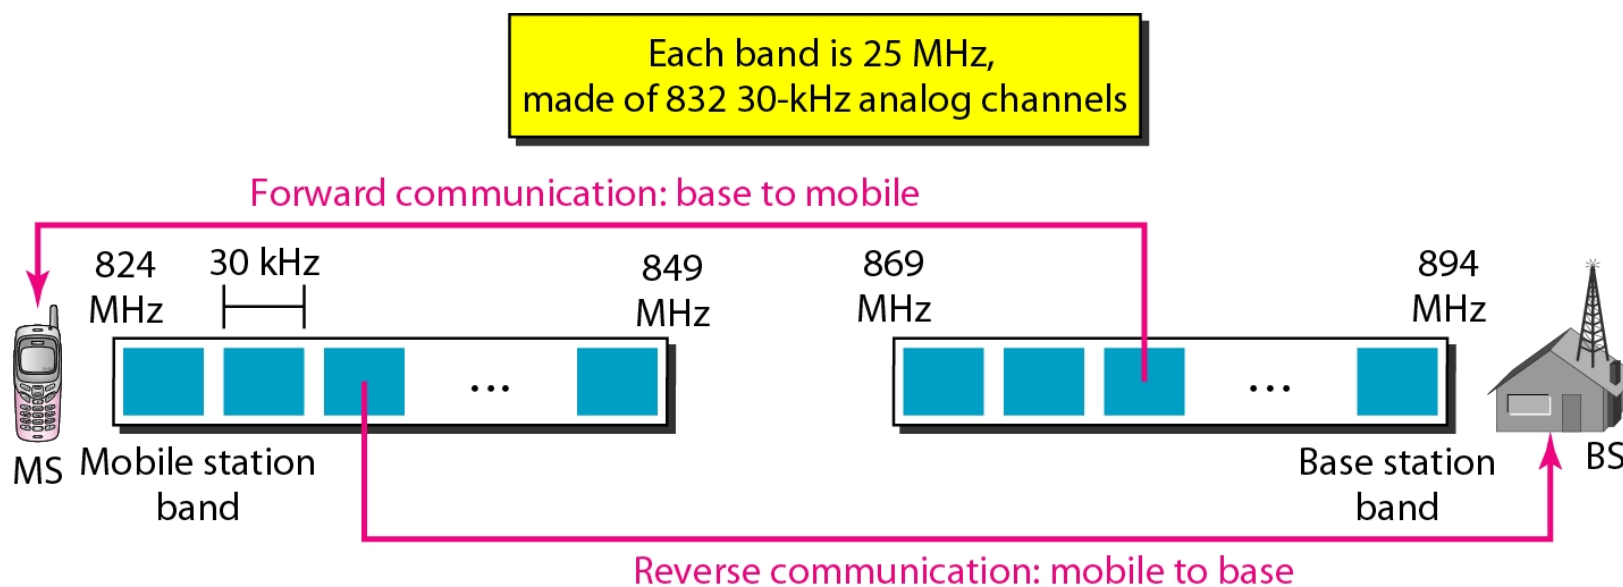 Each band is 25 MHz,
made of 832 30-kHz analog channels
Forward communication: base to mobile
824
MHz
30 kHz
849
MHz
869
MHz
894
MHz
...
...
MS
Mobile station
band
Base station
band
BS
Reverse communication: mobile to base